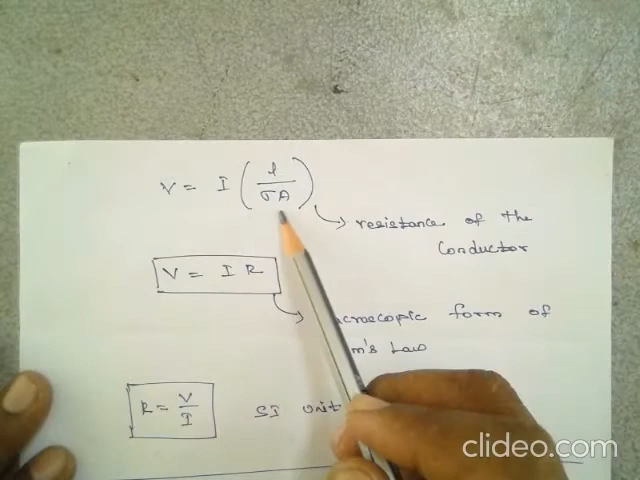 V = I (l / σA)
resistance of the
conductor
V = I R
form of
Law
R = V / I SI Unit
clideo.com